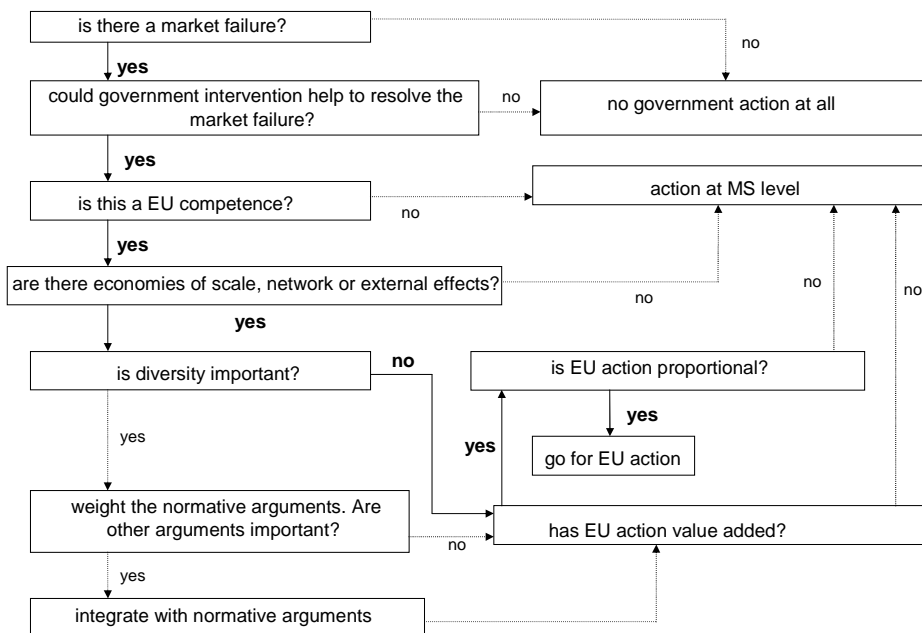 is there a market failure?
no
yes
could government intervention help to resolve the
market failure?
no
no government action at all
yes
is this a EU competence?
no
action at MS level
yes
are there economies of scale, network or external effects?
no
no
no
yes
is diversity important?
no
is EU action proportional?
yes
yes
yes
go for EU action
weight the normative arguments. Are
other arguments important?
no
has EU action value added?
yes
integrate with normative arguments